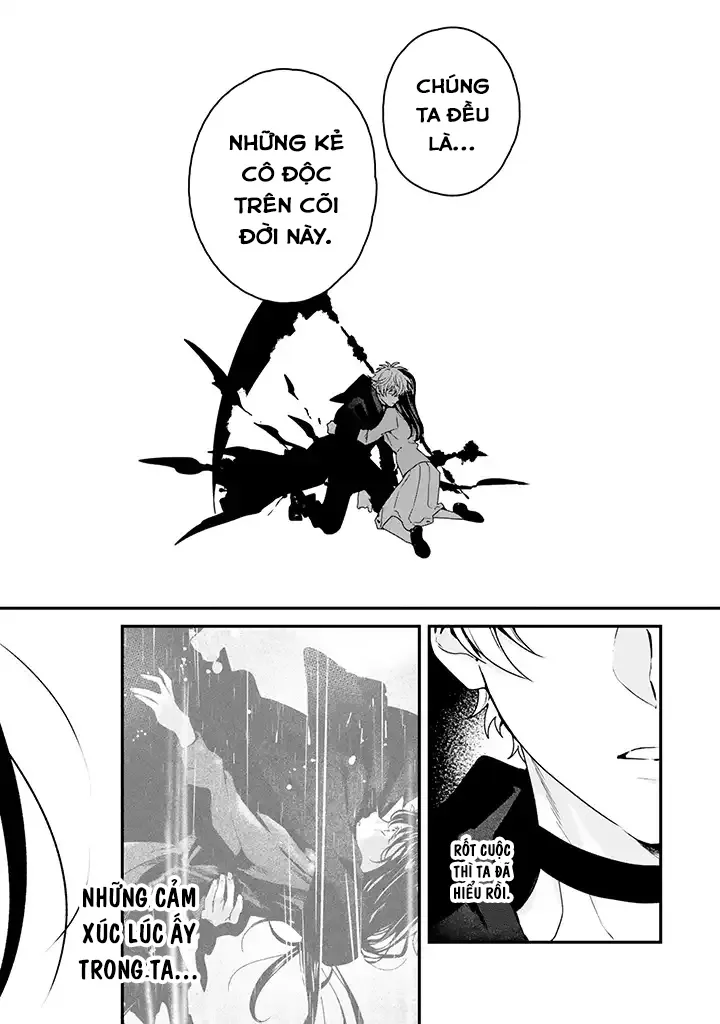 CHÚNG
TA ĐỀU
LÀ...
NHỮNG KẺ
CÔ ĐỘC
TRÊN CÕI
ĐỜI NÀY.
RỐT CUỘC
THÌ TA ĐÃ
HIỂU RỒI.
NHỮNG CẢM
XÚC LÚC ẤY
TRONG TA...